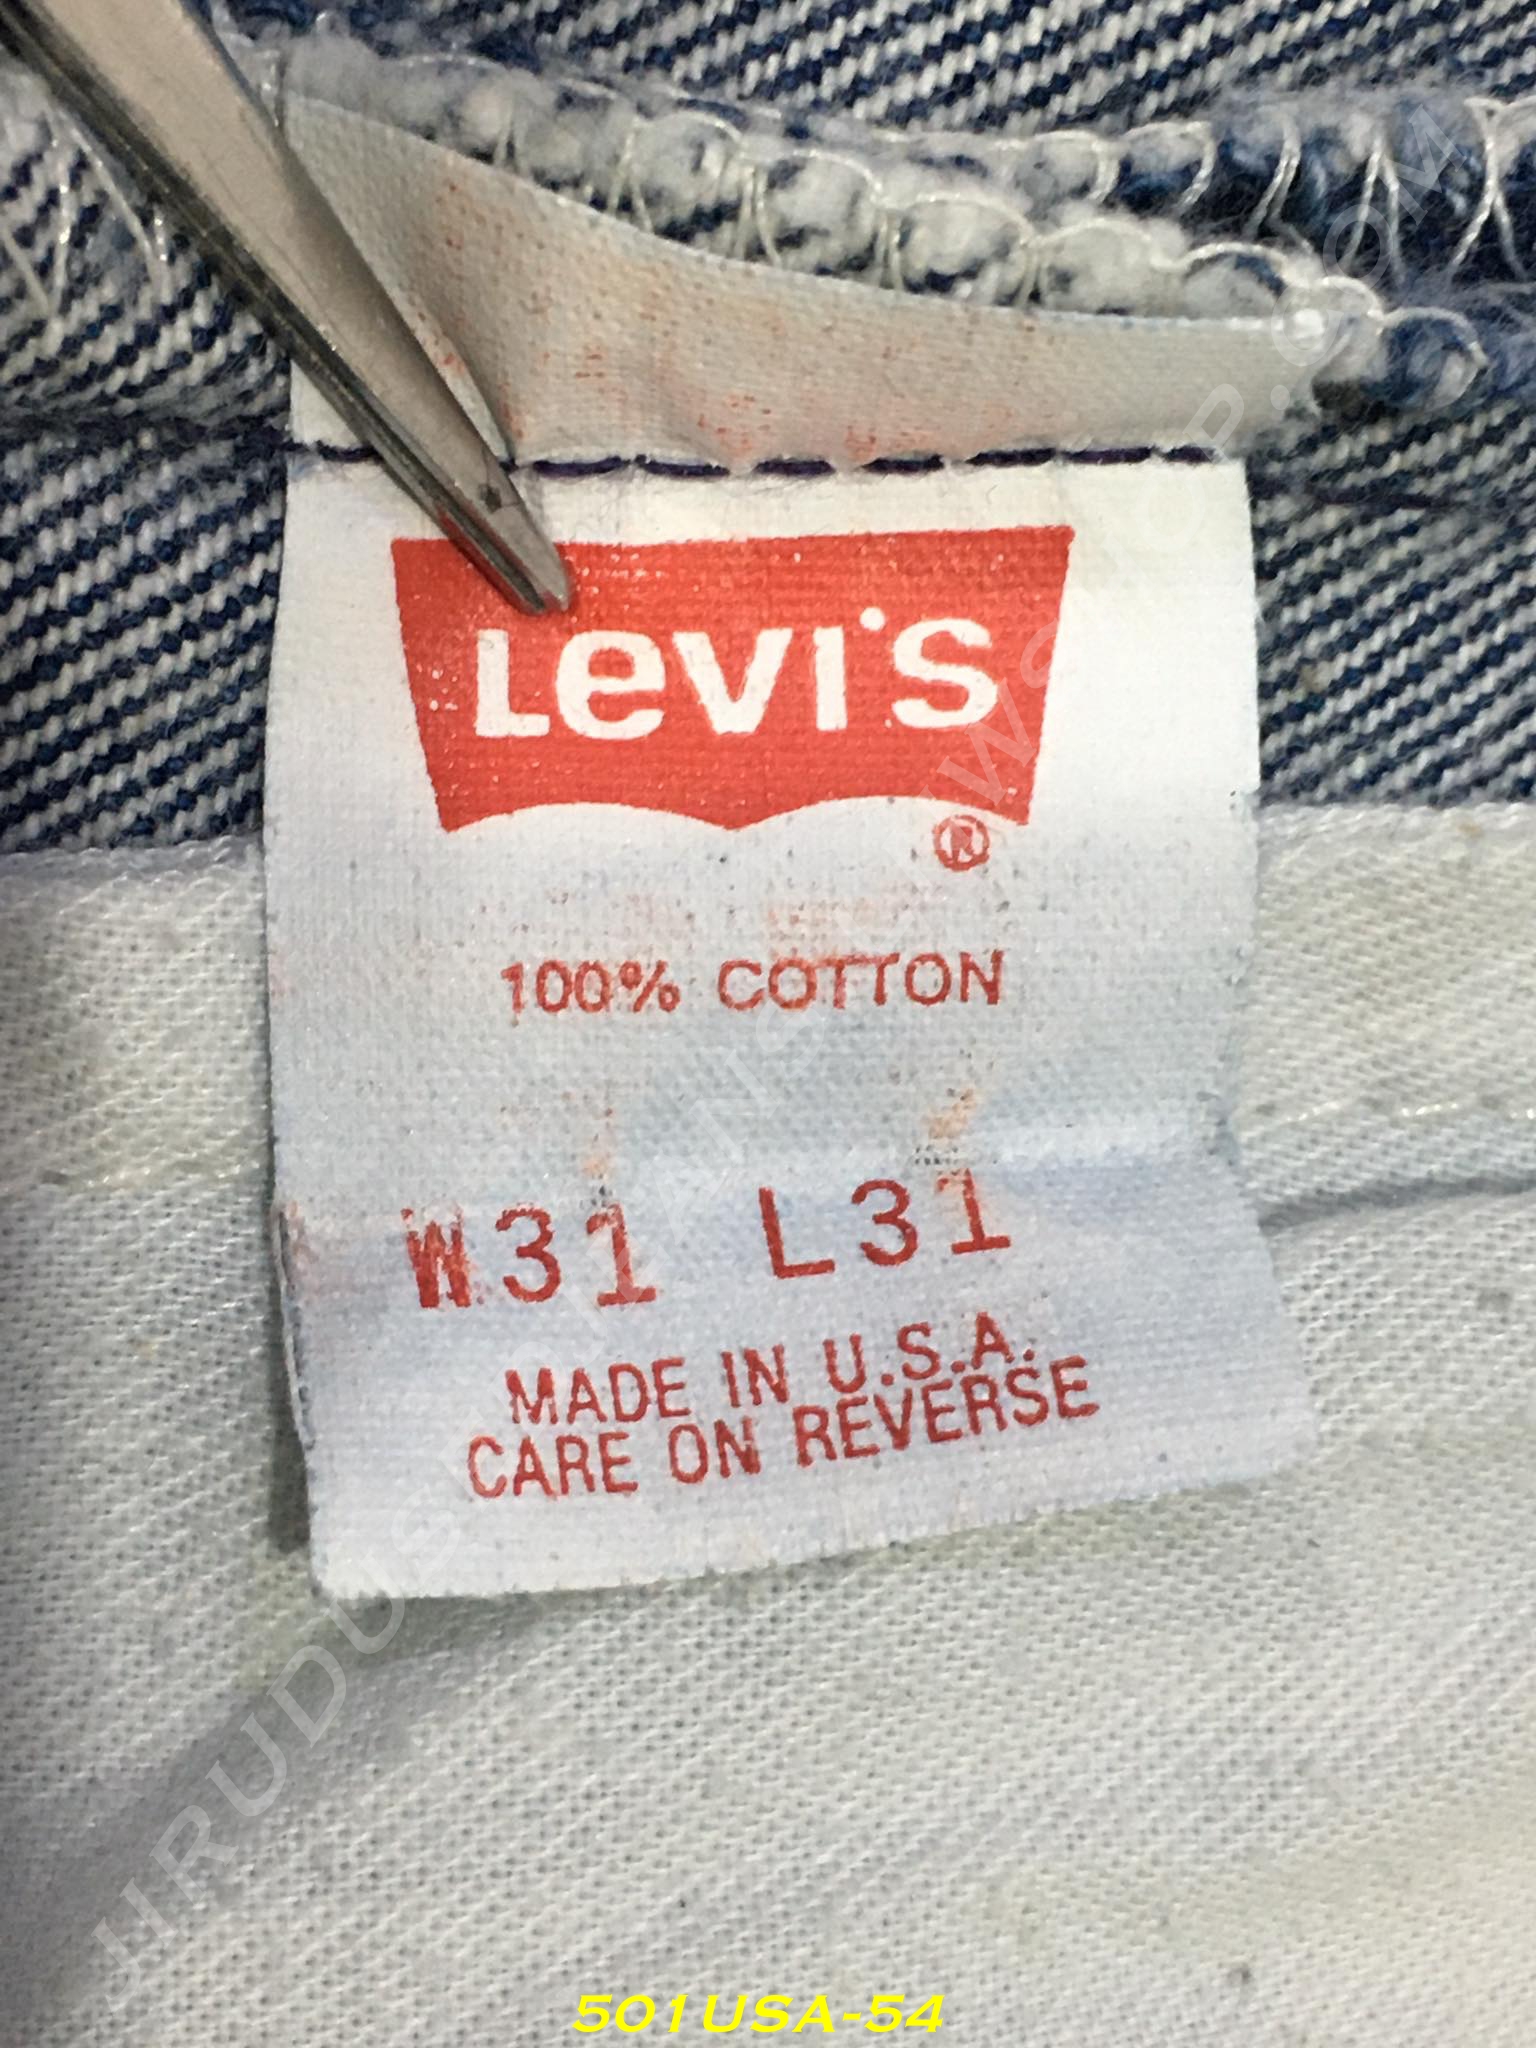 Levi's
®
100% COTTON
W31 L31
MADE IN U.S.A.
CARE ON REVERSE
501USA-54